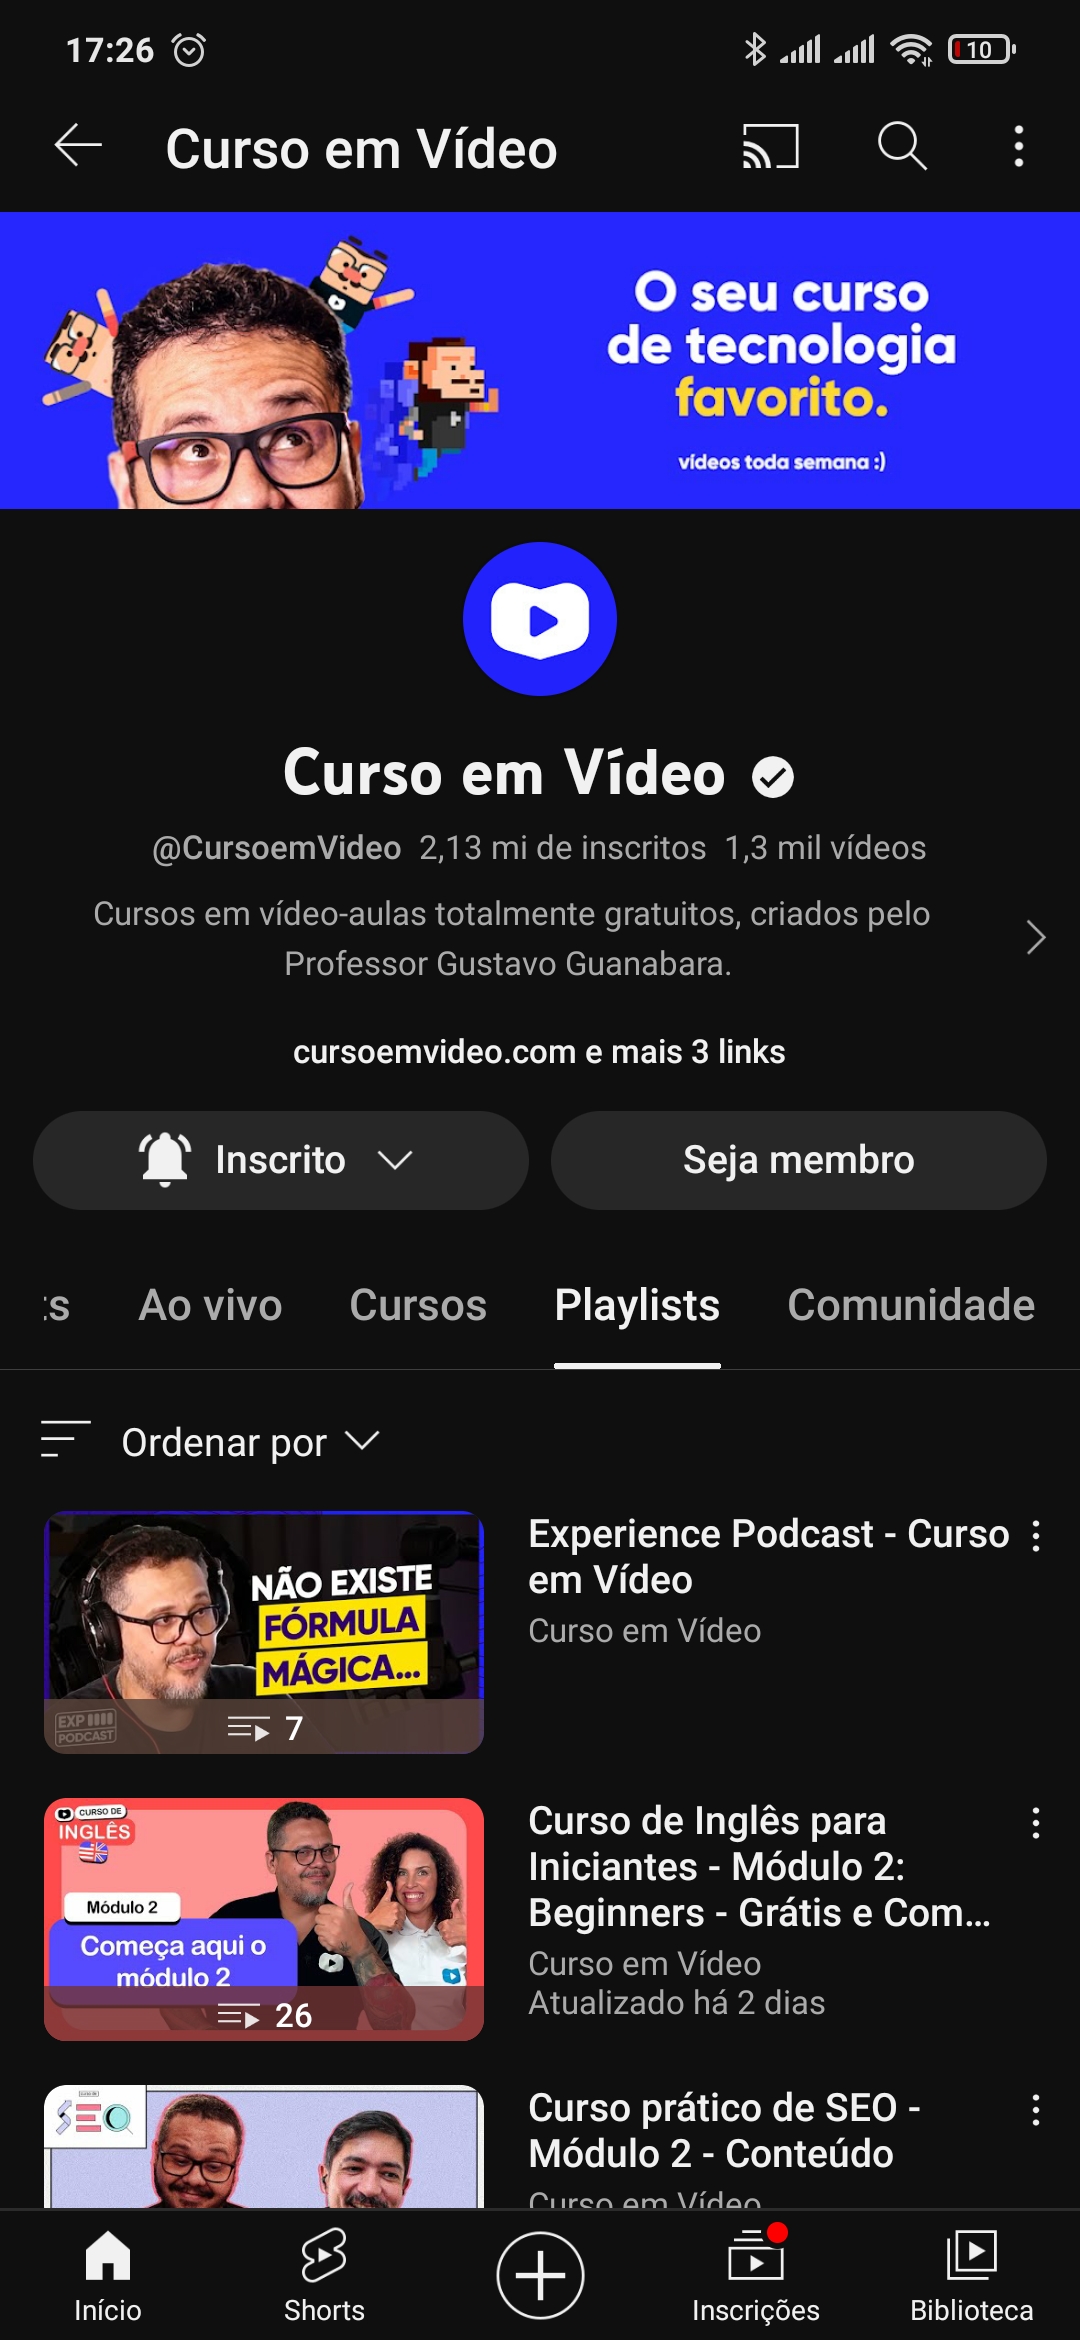 17:26
10
Curso em Vídeo
O seu curso
de tecnologia
favorito.
vídeos toda semana :)
Curso em Vídeo
@CursoemVideo 2,13 mi de inscritos 1,3 mil vídeos
Cursos em vídeo-aulas totalmente gratuitos, criados pelo
Professor Gustavo Guanabara.
cursoemvideo.com e mais 3 links
Inscrito
Seja membro
Ao vivo Cursos Playlists Comunidade
Ordenar por
NÃO EXISTE
FÓRMULA
MÁGICA...
EXP
PODCAST
7
Experience Podcast - Curso
em Vídeo
Curso em Vídeo
CURSO DE
INGLÊS
Módulo 2
Começa aqui o
módulo 2
26
Curso de Inglês para
Iniciantes - Módulo 2:
Beginners - Grátis e Com...
Curso em Vídeo
Atualizado há 2 dias
SEO
Curso prático de SEO -
Módulo 2 - Conteúdo
Curso em Vídeo
Início
Shorts
Inscrições
Biblioteca